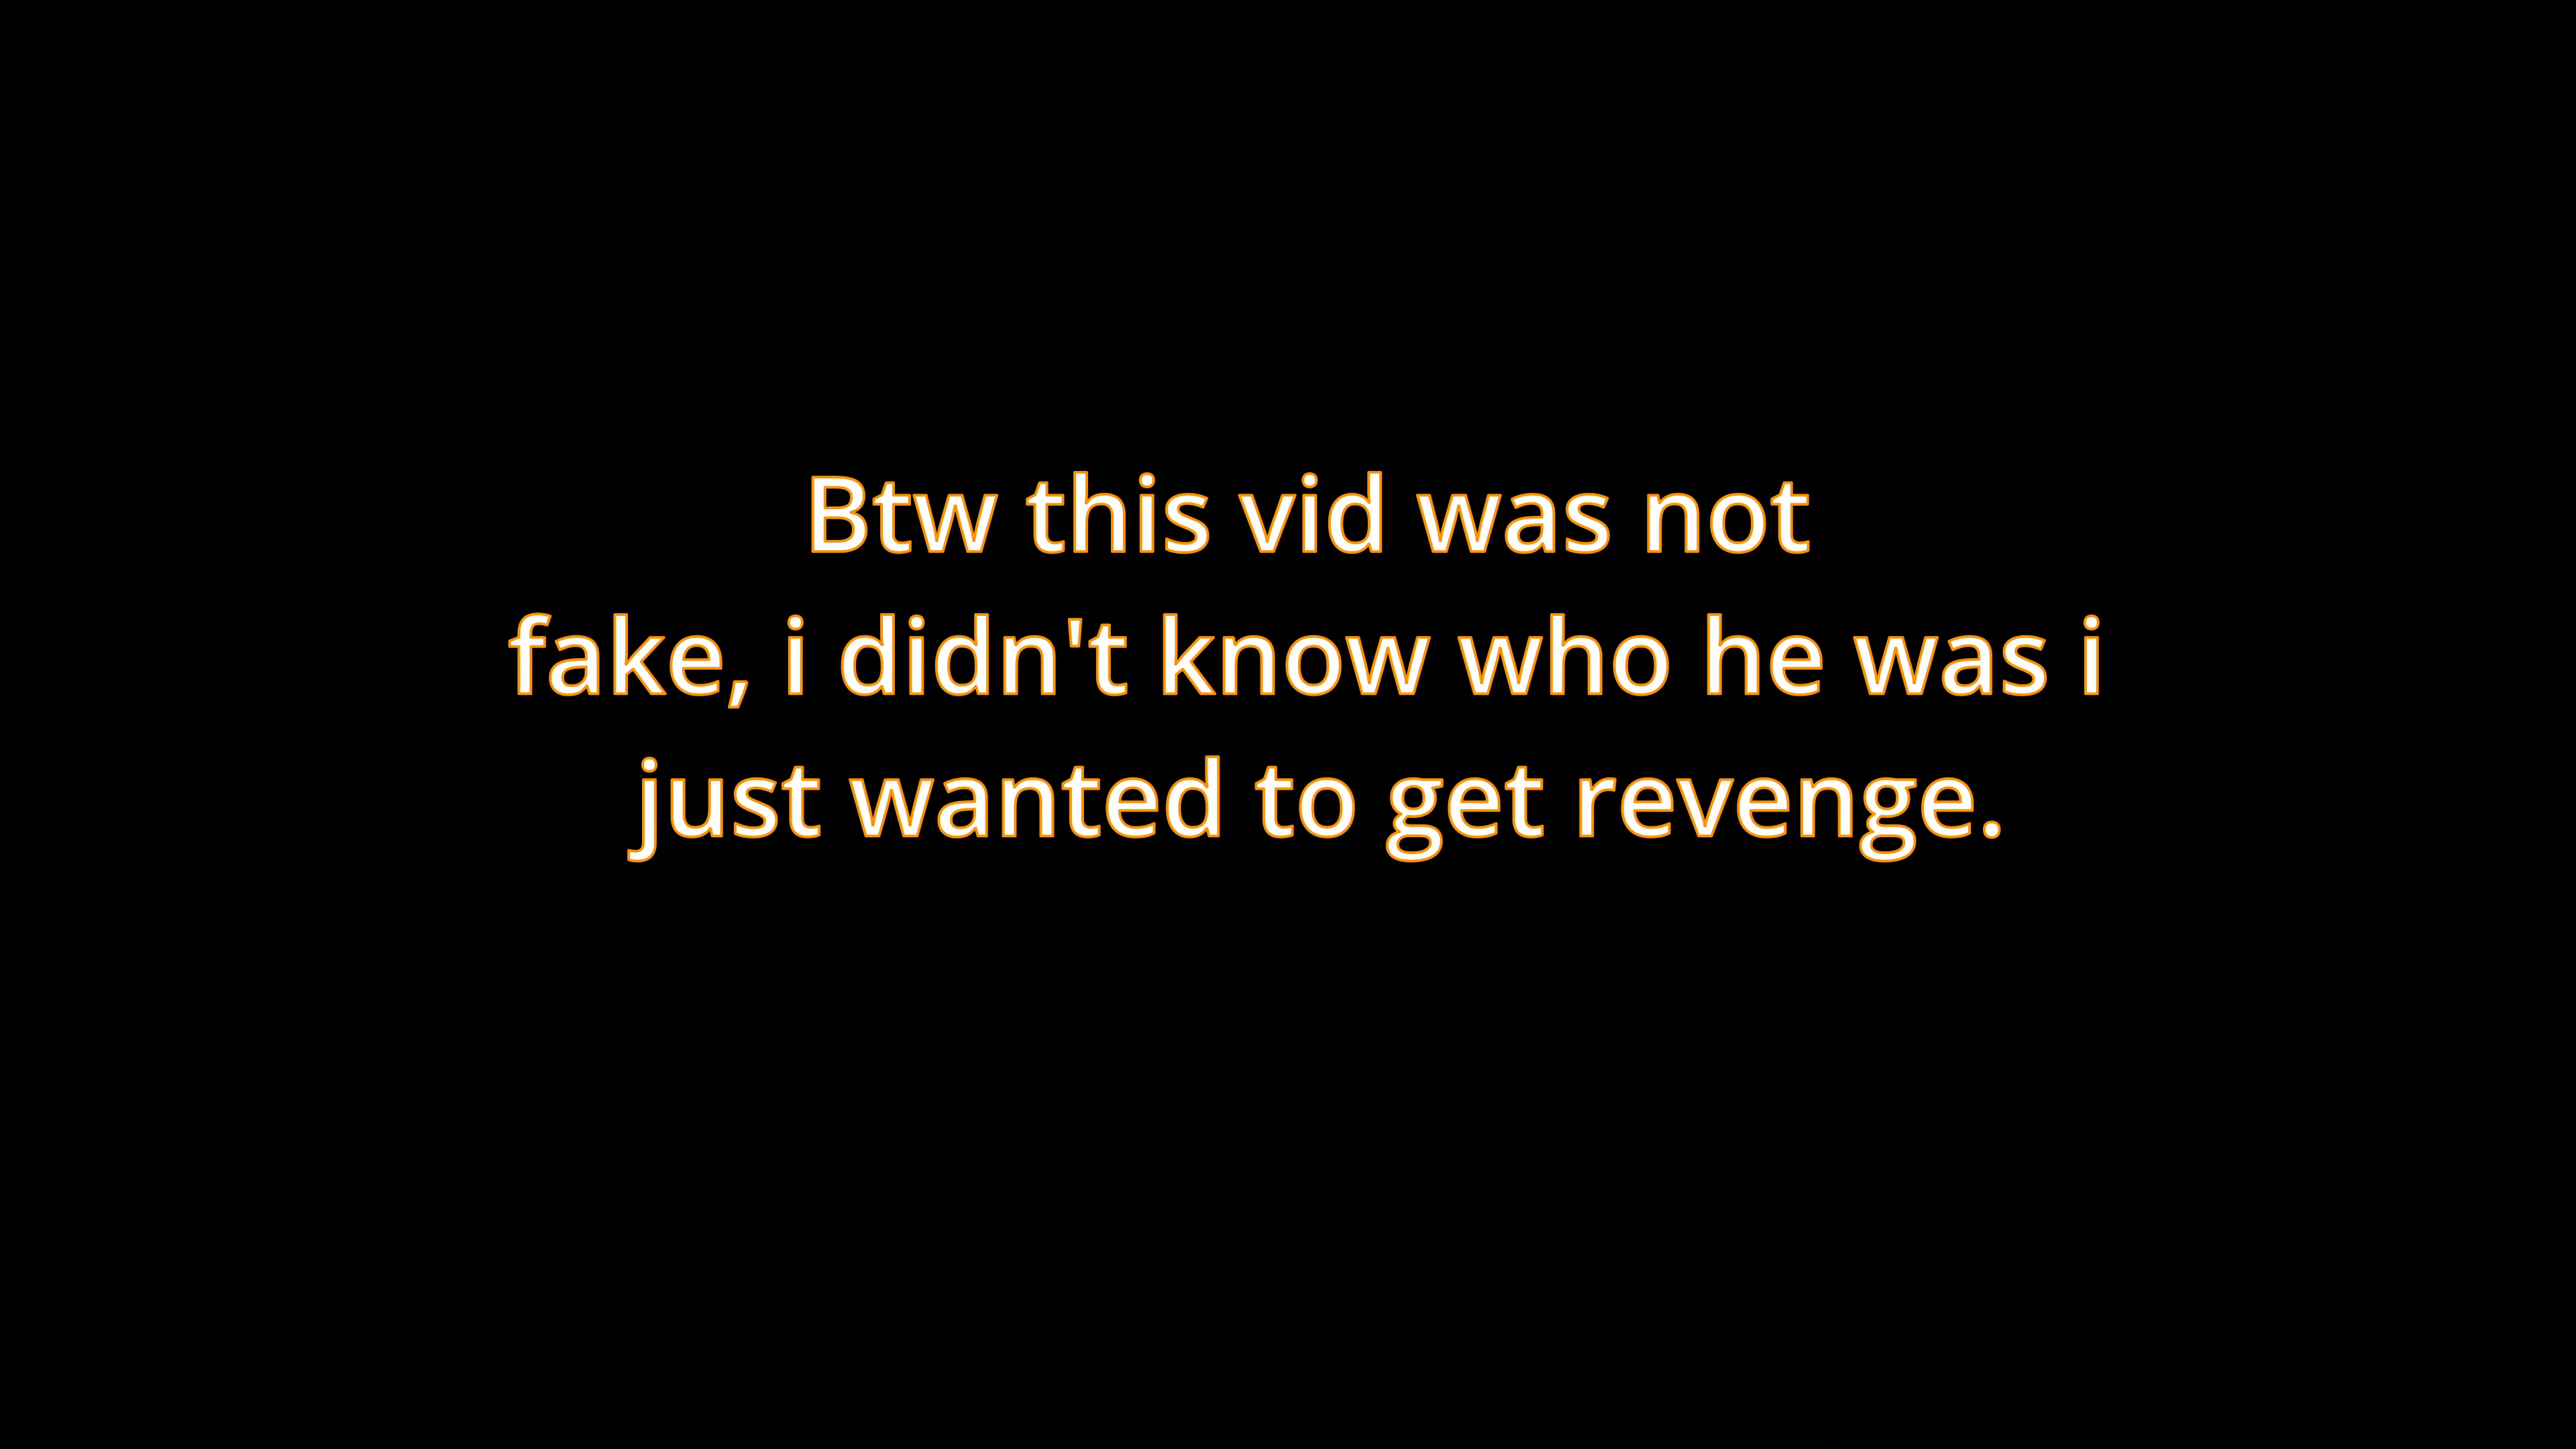 Btw this vid was not
fake, i didn't know who he was i
just wanted to get revenge.